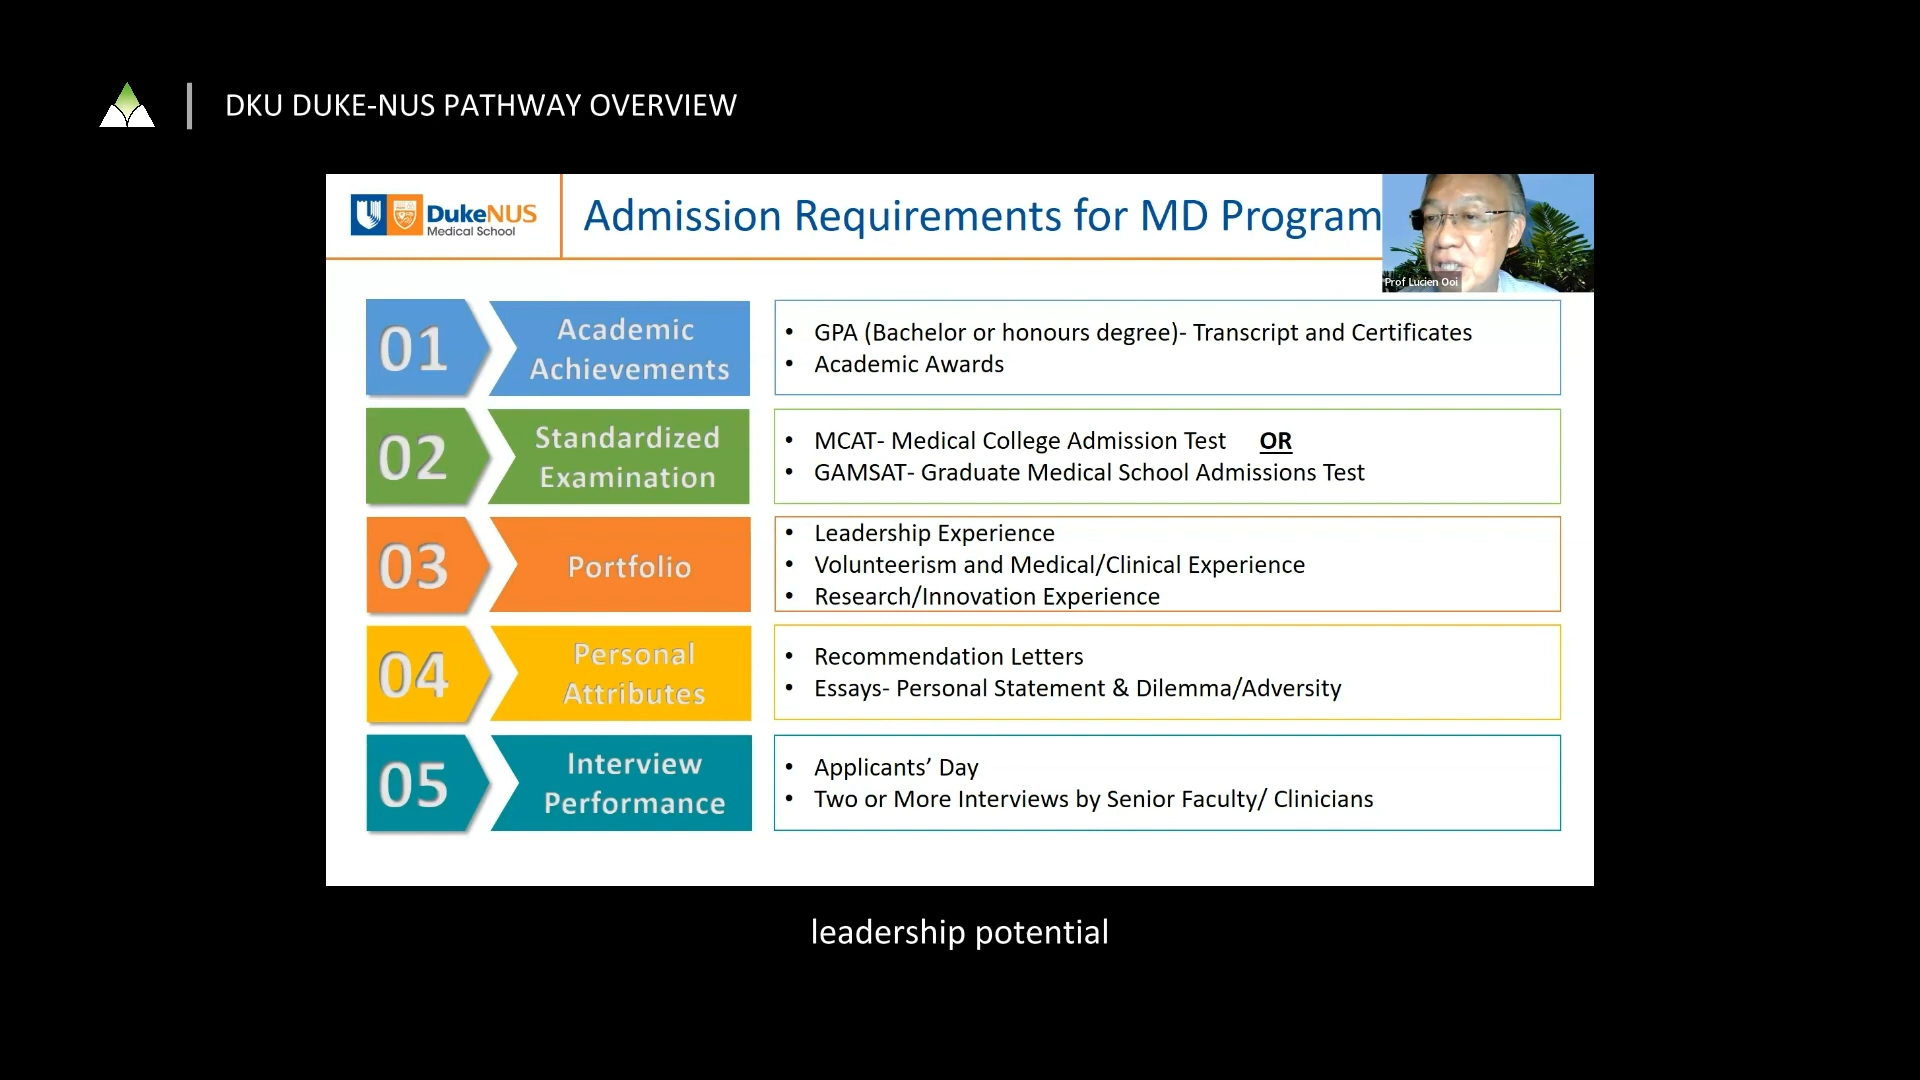 DKU DUKE-NUS PATHWAY OVERVIEW
DukeNUS
Medical School
Admission Requirements for MD Program
Prof Lucien Ooi
01
Academic
Achievements
• GPA (Bachelor or honours degree)- Transcript and Certificates
• Academic Awards
02
Standardized
Examination
• MCAT- Medical College Admission Test OR
• GAMSAT- Graduate Medical School Admissions Test
03
Portfolio
• Leadership Experience
• Volunteerism and Medical/Clinical Experience
• Research/Innovation Experience
04
Personal
Attributes
• Recommendation Letters
• Essays- Personal Statement & Dilemma/Adversity
05
Interview
Performance
• Applicants’ Day
• Two or More Interviews by Senior Faculty/ Clinicians
leadership potential